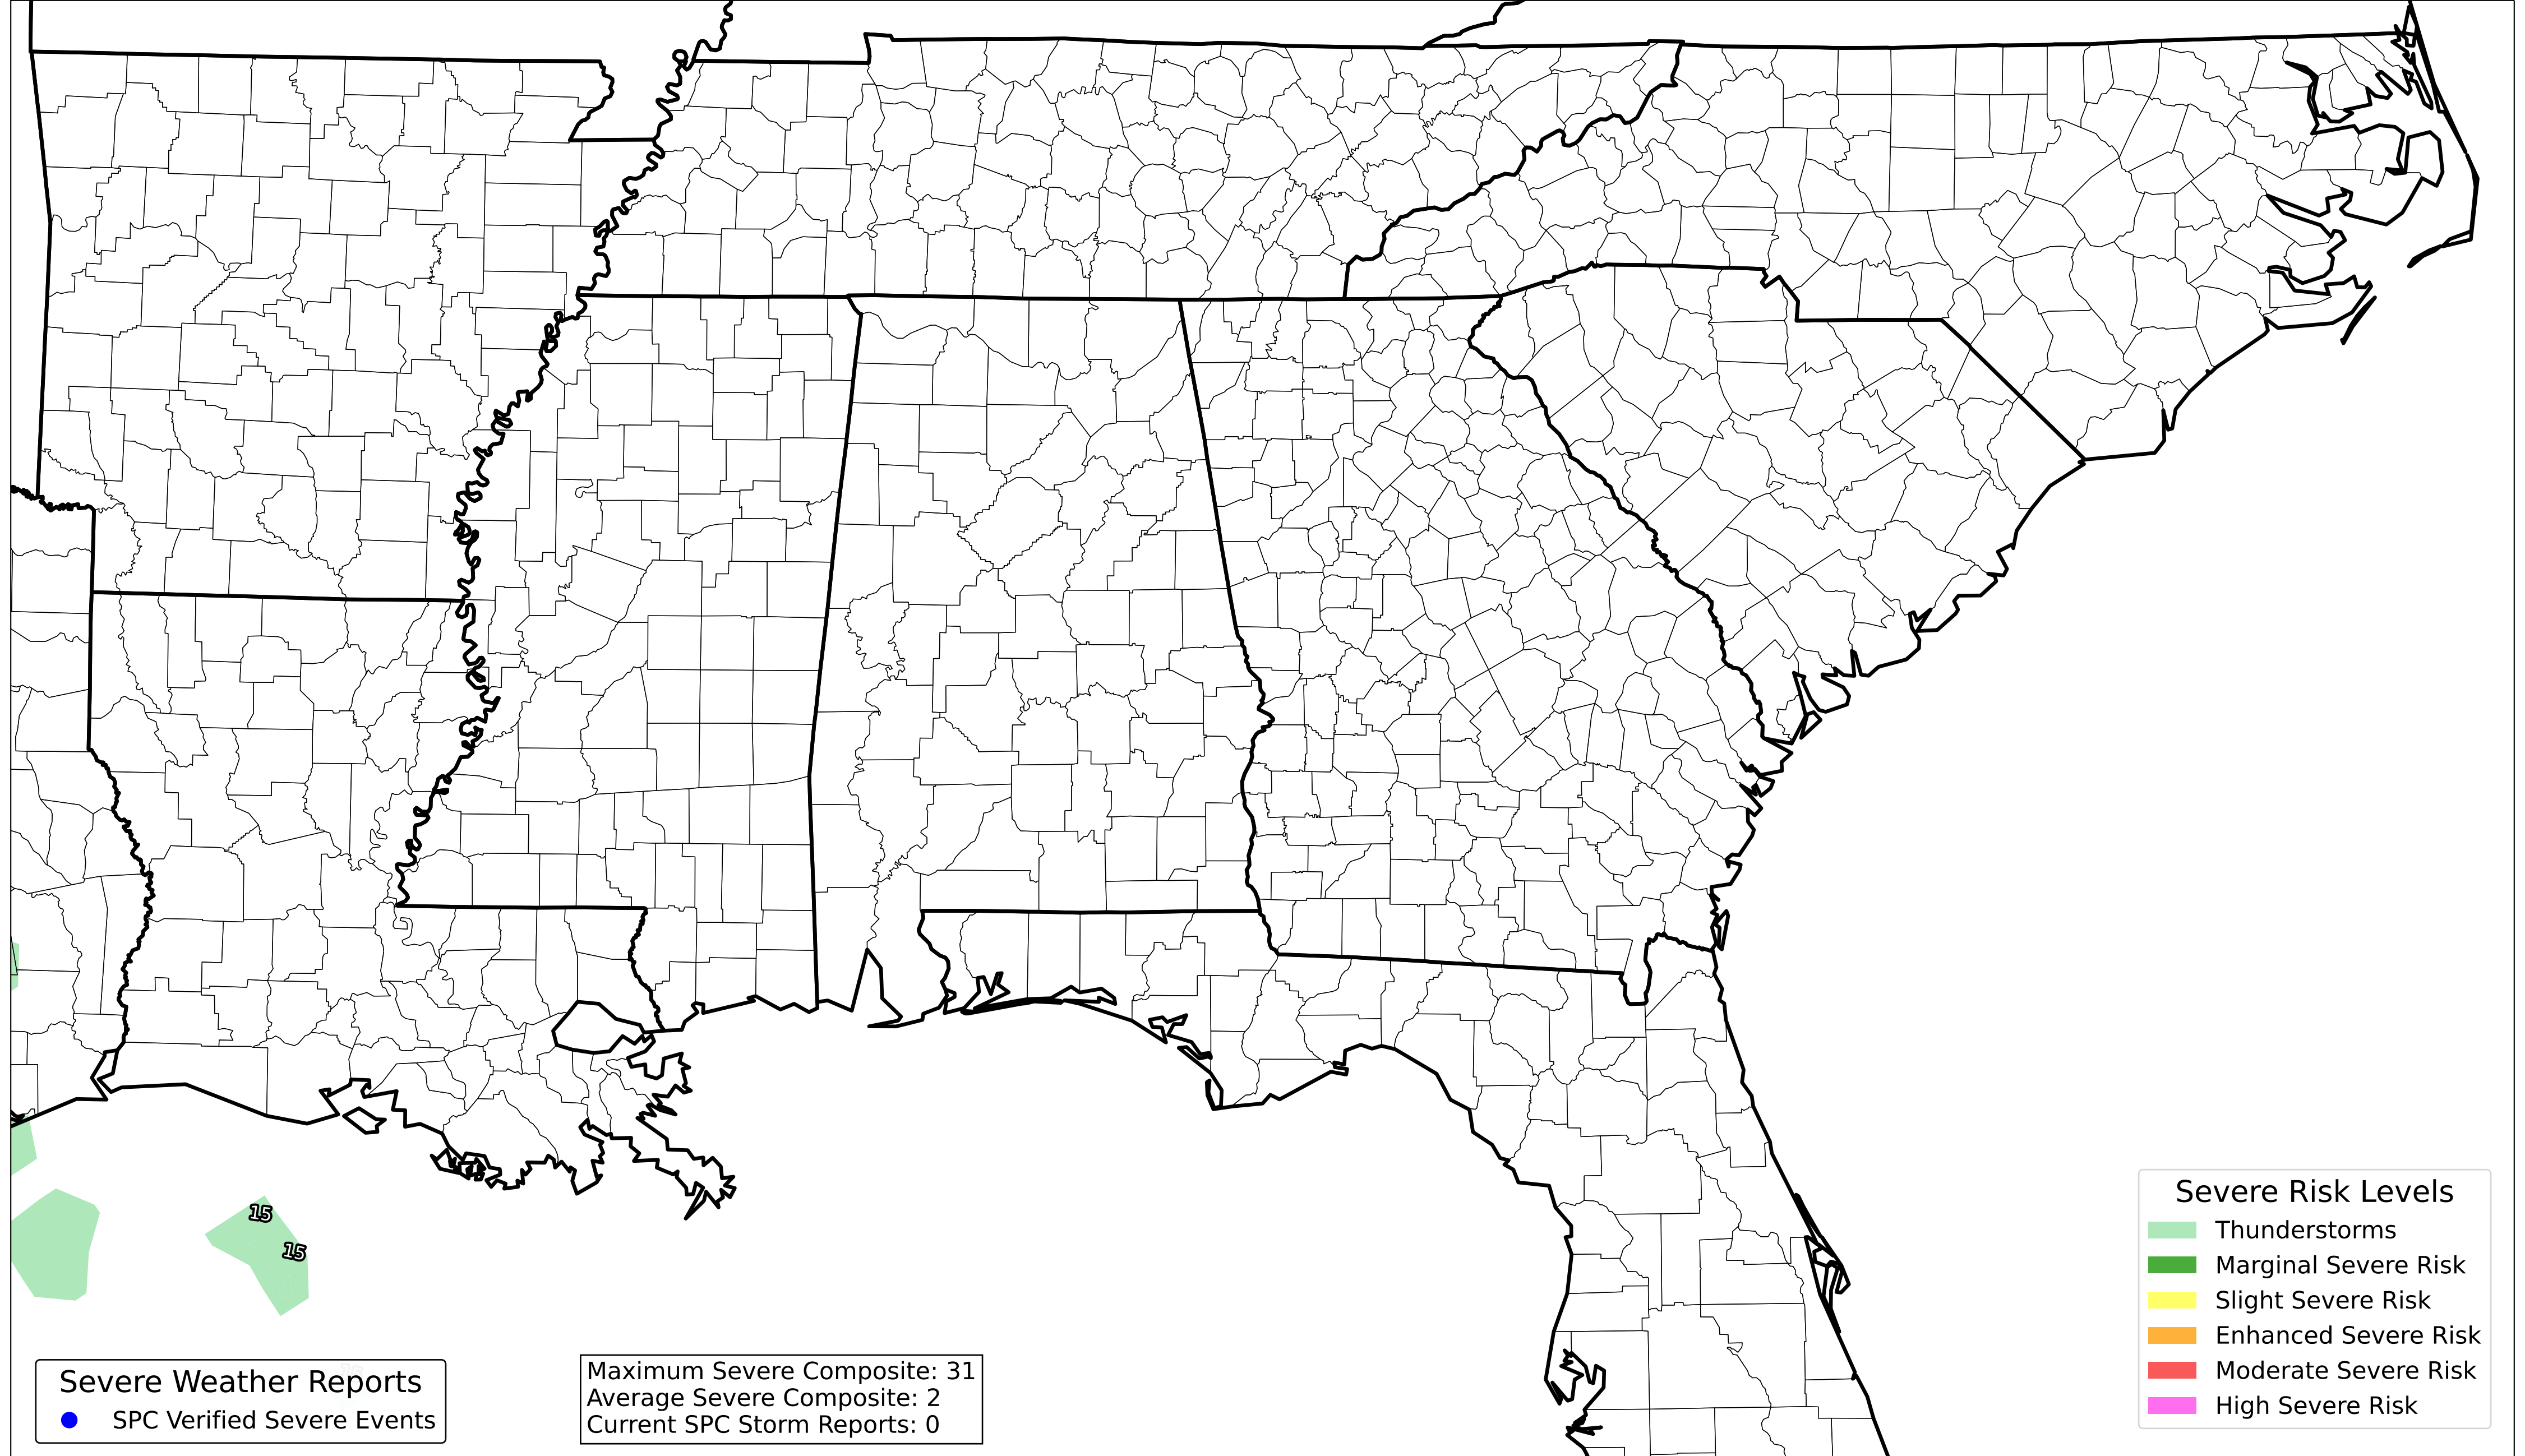 15
15
Severe Weather Reports
SPC Verified Severe Events
Maximum Severe Composite: 31
Average Severe Composite: 2
Current SPC Storm Reports: 0
Severe Risk Levels
Thunderstorms
Marginal Severe Risk
Slight Severe Risk
Enhanced Severe Risk
Moderate Severe Risk
High Severe Risk